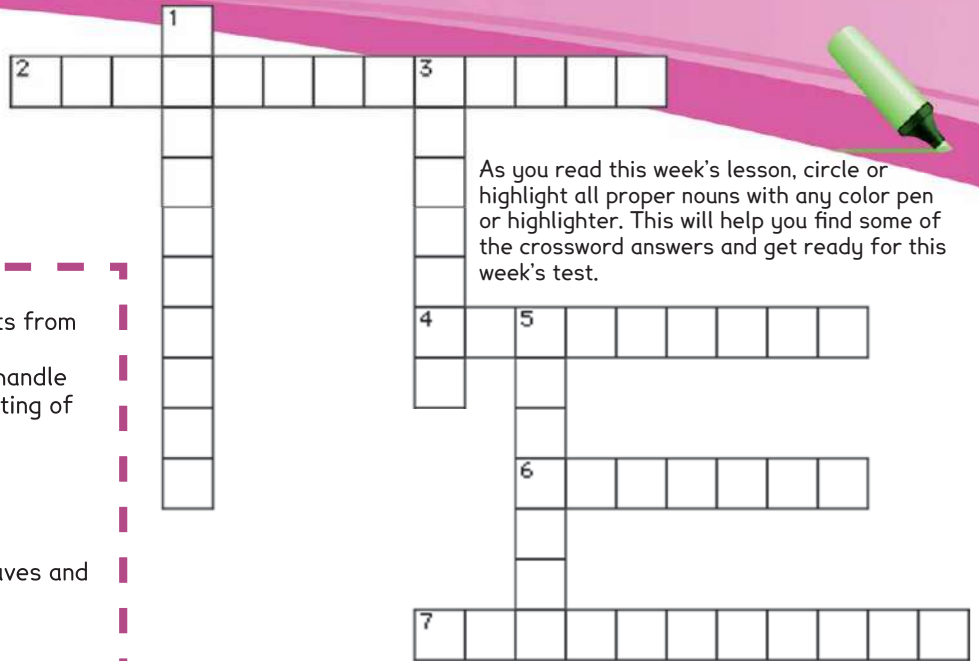 1
2
3
As you read this week's lesson, circle or
highlight all proper nouns with any color pen
or highlighter. This will help you find some of
the crossword answers and get ready for this
week's test.
ts from
4
5
handle
ting of
6
aves and
7